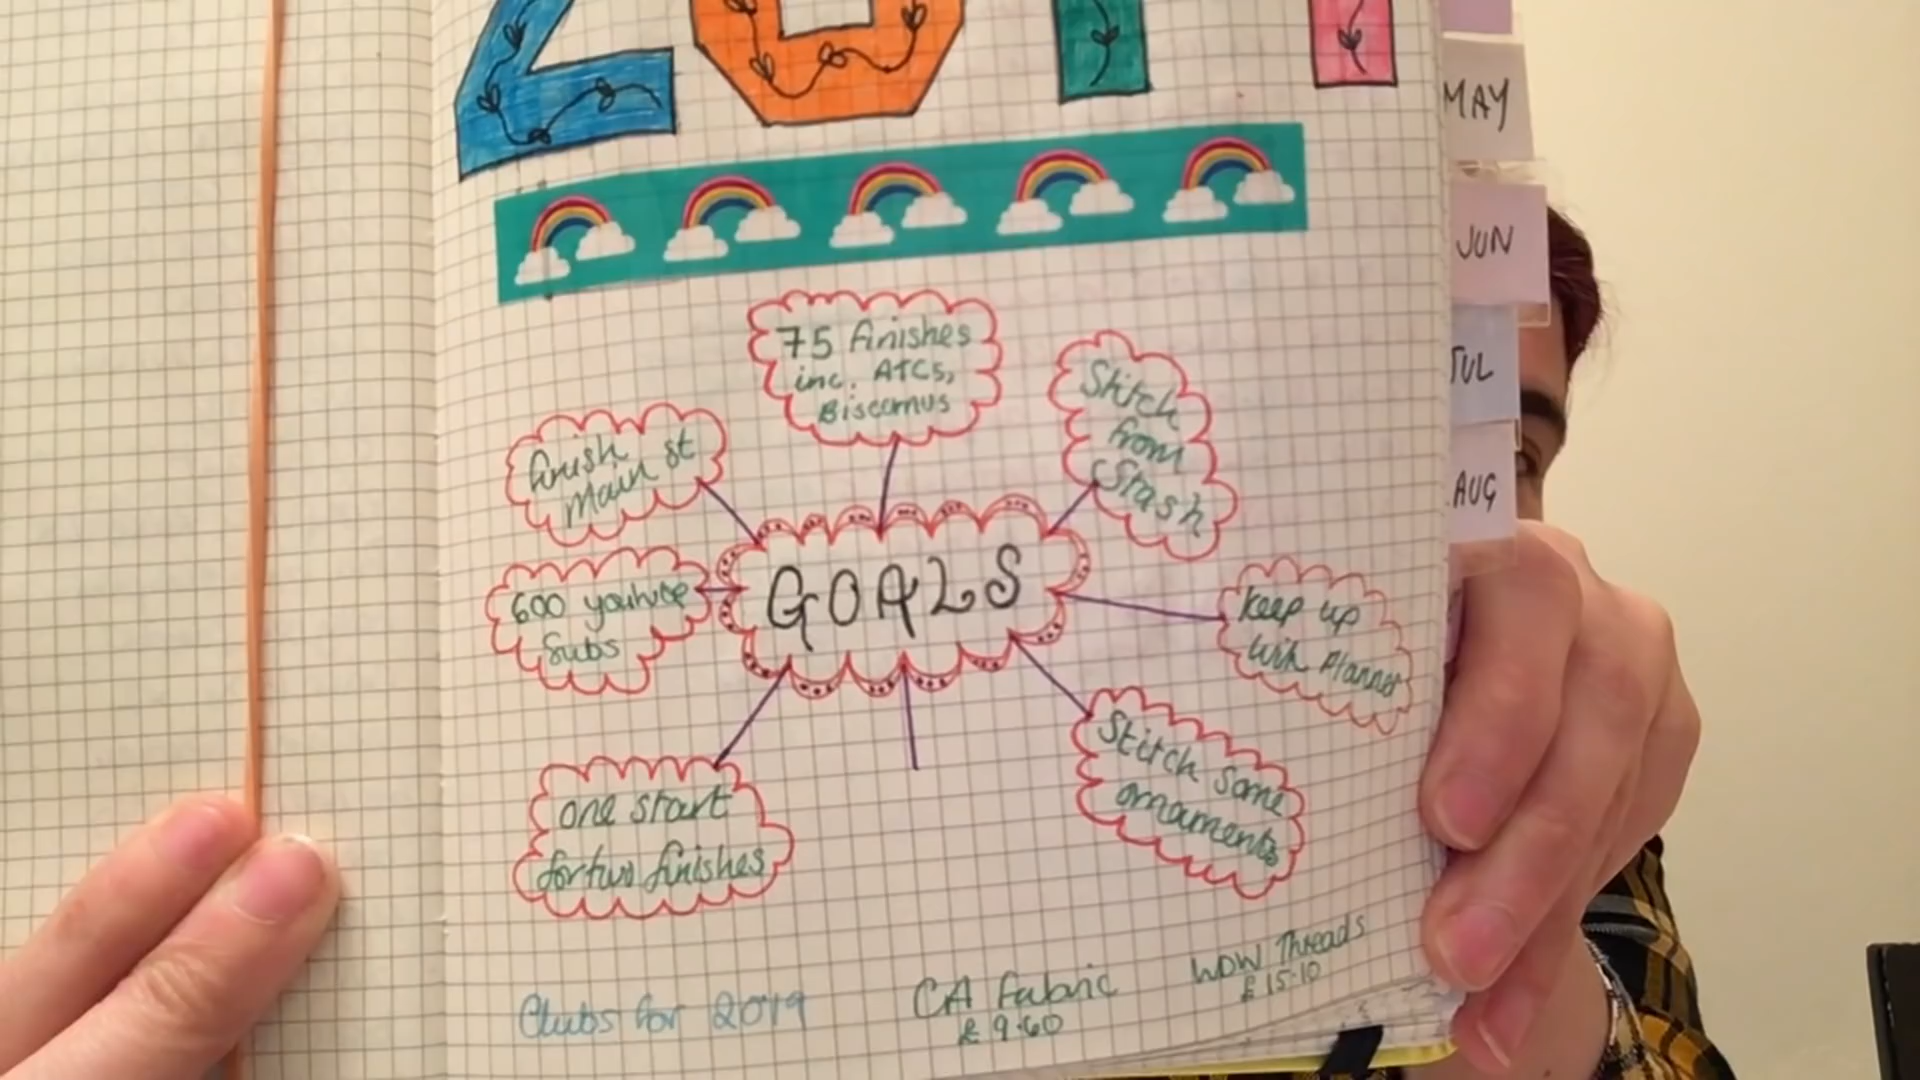 2019
MAY
JUN
JUL
AUG
75 finishes
inc. ATCs,
Biscornus
Stitch
from
Stash
finish
Main st
GOALS
600 youtube
Subs
Keep up
with Planner
Stitch some
ornaments
one start
for two finishes
Clubs for 2019
CA Fabric
£9.60
WDW Threads
£15.10